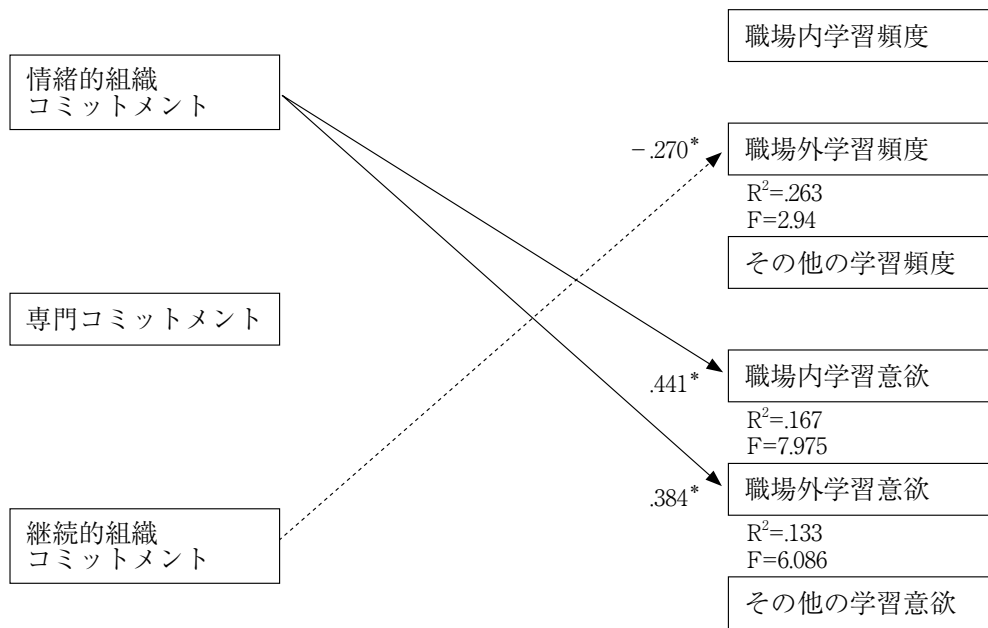 情緒的組織
コミットメント
専門コミットメント
継続的組織
コミットメント
職場内学習頻度
−.270*
職場外学習頻度
R²=.263
F=2.94
その他の学習頻度
.441*
職場内学習意欲
R²=.167
F=7.975
.384*
職場外学習意欲
R²=.133
F=6.086
その他の学習意欲